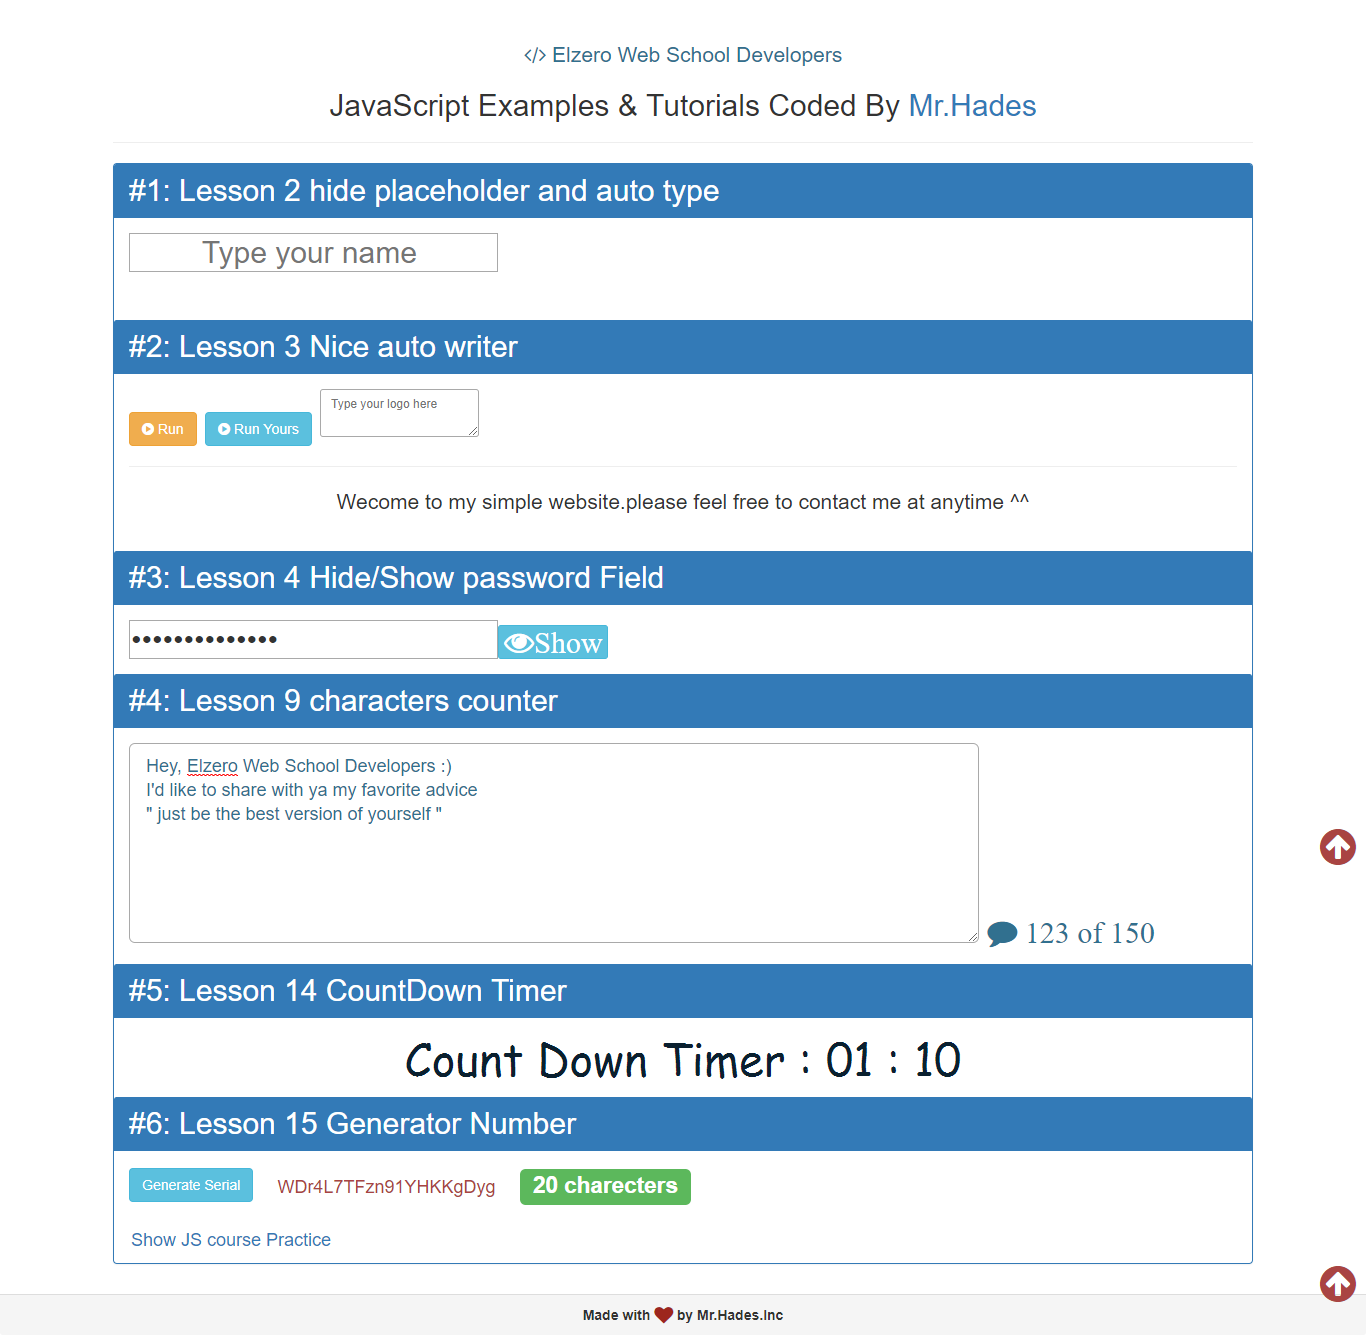 </> Elzero Web School Developers
JavaScript Examples & Tutorials Coded By Mr.Hades
#1: Lesson 2 hide placeholder and auto type
Type your name
#2: Lesson 3 Nice auto writer
Run Run Yours Type your logo here
Wecome to my simple website.please feel free to contact me at anytime ^^
#3: Lesson 4 Hide/Show password Field
•••••••••••••• Show
#4: Lesson 9 characters counter
Hey, Elzero Web School Developers :)
I'd like to share with ya my favorite advice
" just be the best version of yourself "
123 of 150
#5: Lesson 14 CountDown Timer
Count Down Timer : 01 : 10
#6: Lesson 15 Generator Number
Generate Serial WDr4L7TFzn91YHKKgDyg 20 charecters
Show JS course Practice
Made with ❤ by Mr.Hades.Inc